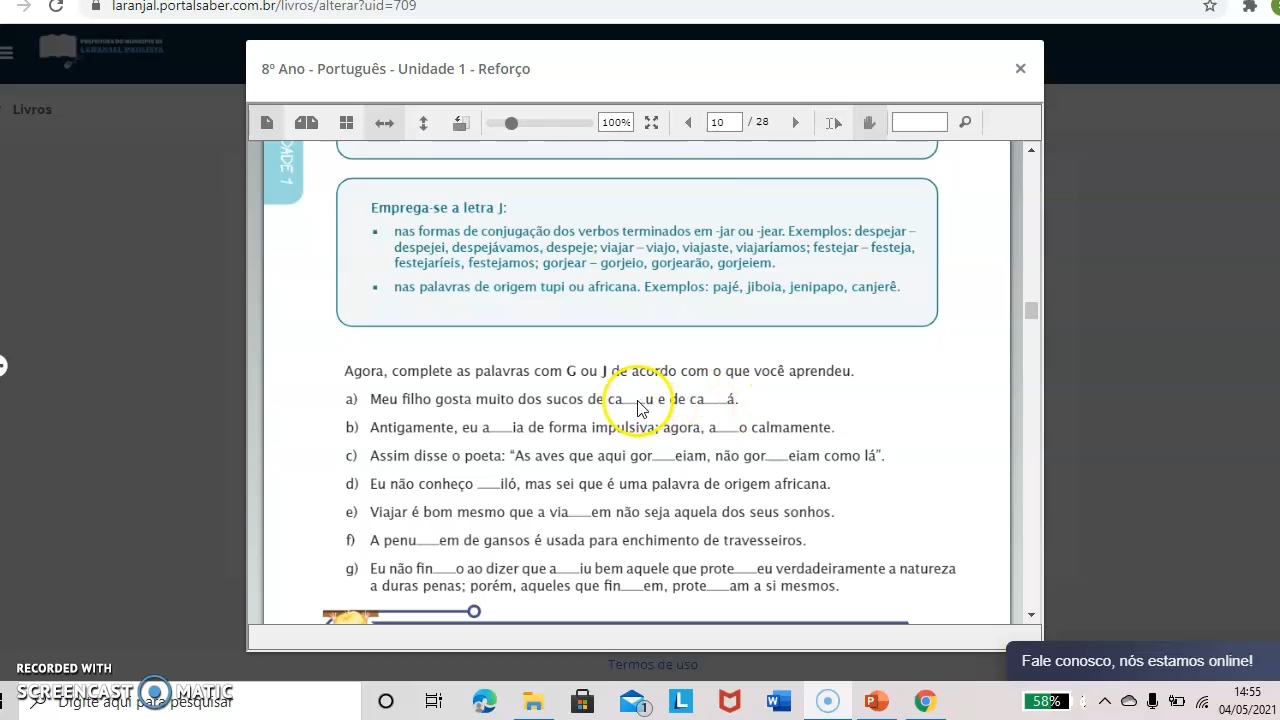 laranjal.portalsaber.com.br/livros/alterar?uid=709
PREFEITURA DO MUNICÍPIO DE
LARANJAL PAULISTA
8º Ano - Português - Unidade 1 - Reforço
Livros
100%
10 / 28
DADE 1
Emprega-se a letra J:
▪ nas formas de conjugação dos verbos terminados em -jar ou -jear. Exemplos: despejar –
despejei, despejávamos, despeje; viajar – viajo, viajaste, viajaríamos; festejar – festeja,
festejaríeis, festejamos; gorjear – gorjeio, gorjearão, gorjeiem.
▪ nas palavras de origem tupi ou africana. Exemplos: pajé, jiboia, jenipapo, canjerê.
Agora, complete as palavras com G ou J de acordo com o que você aprendeu.
a) Meu filho gosta muito dos sucos de ca___u e de ca___á.
b) Antigamente, eu a___ia de forma impulsiva; agora, a___o calmamente.
c) Assim disse o poeta: “As aves que aqui gor___eiam, não gor___eiam como lá”.
d) Eu não conheço ___iló, mas sei que é uma palavra de origem africana.
e) Viajar é bom mesmo que a via___em não seja aquela dos seus sonhos.
f) A penu___em de gansos é usada para enchimento de travesseiros.
g) Eu não fin___o ao dizer que a___iu bem aquele que prote___eu verdadeiramente a natureza
a duras penas; porém, aqueles que fin___em, prote___am a si mesmos.
Termos de uso
Fale conosco, nós estamos online!
RECORDED WITH
SCREENCAST MATIC
Digite aqui para pesquisar
1
58%
14:55
04/05/2021